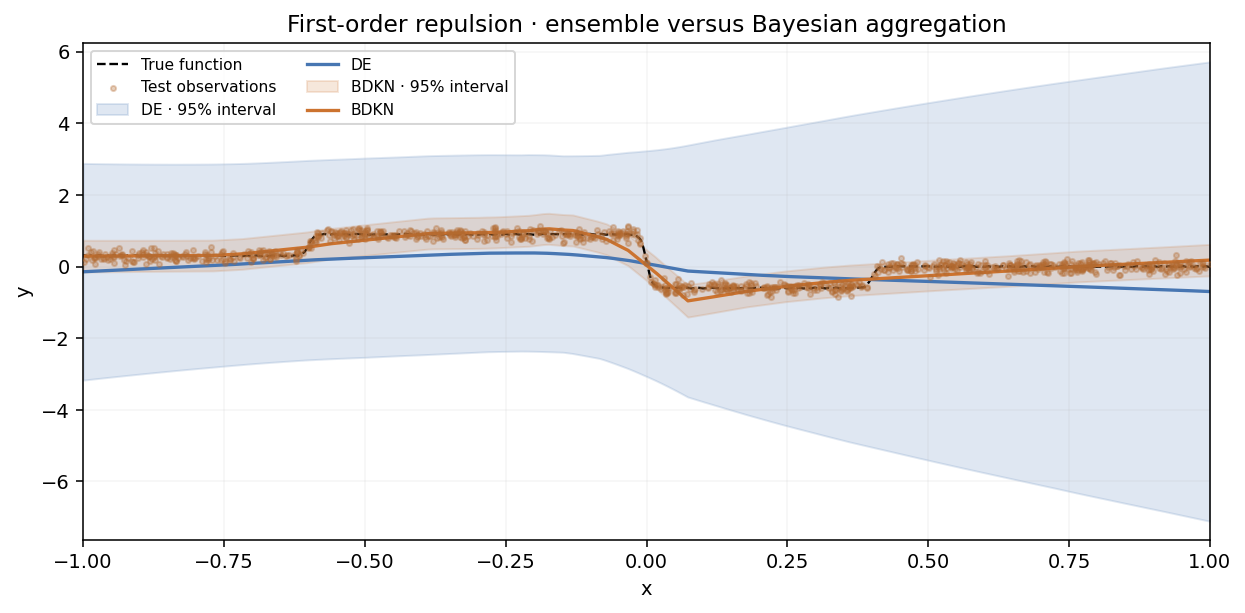 First-order repulsion · ensemble versus Bayesian aggregation
True function
Test observations
DE · 95% interval
DE
BDKN · 95% interval
BDKN
6
4
2
0
−2
−4
−6
y
−1.00 −0.75 −0.50 −0.25 0.00 0.25 0.50 0.75 1.00
x